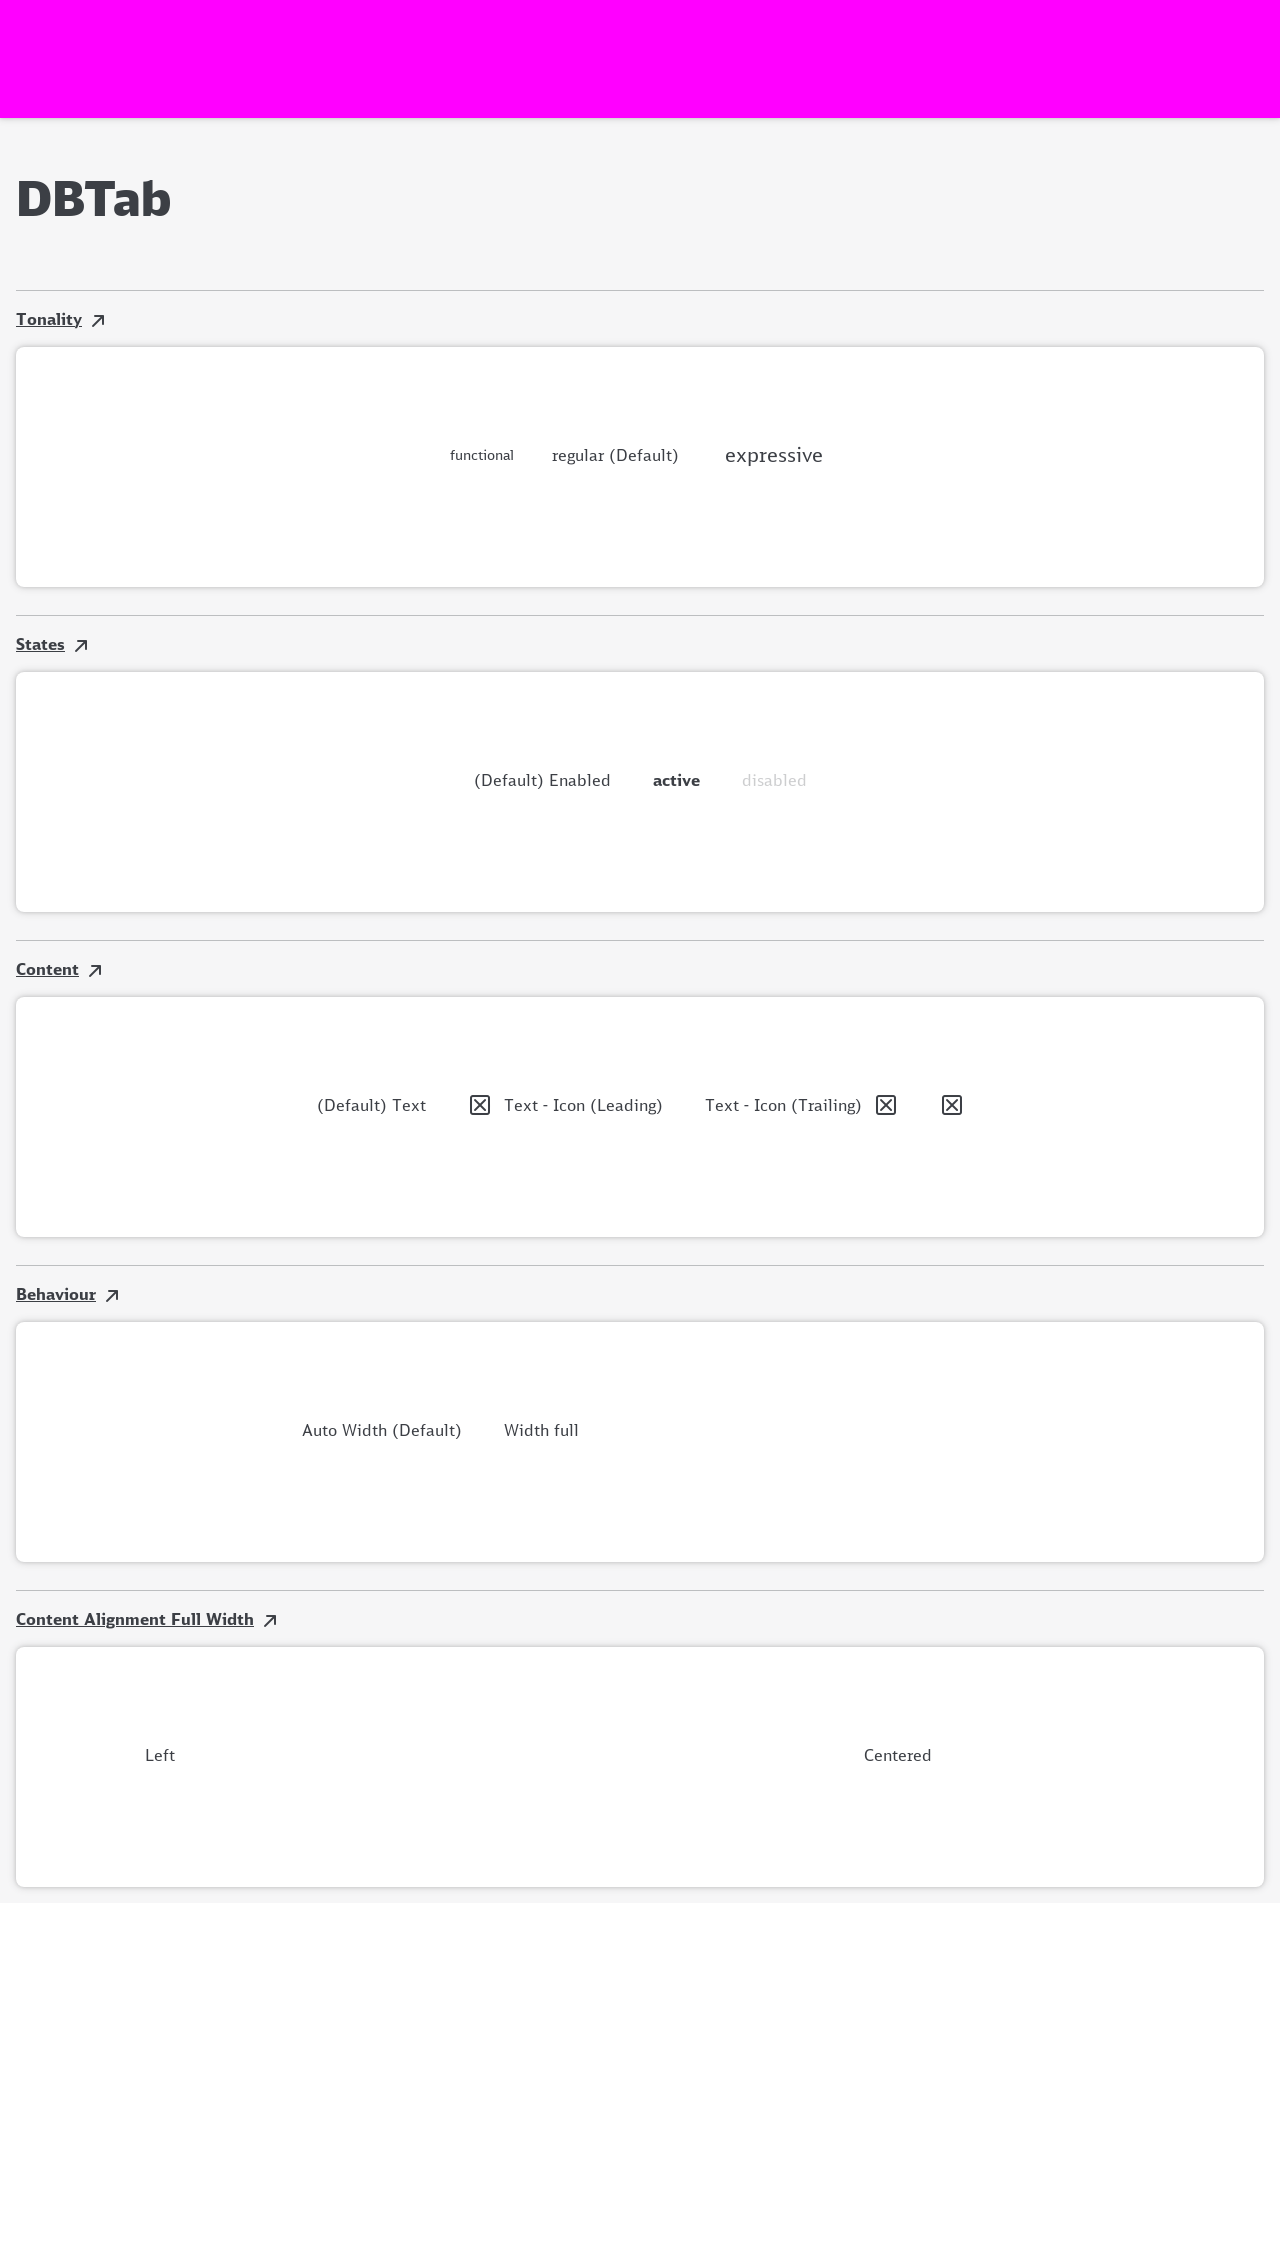 DBTab
Tonality
functional regular (Default) expressive
States
(Default) Enabled active disabled
Content
(Default) Text Text - Icon (Leading) Text - Icon (Trailing)
Behaviour
Auto Width (Default) Width full
Content Alignment Full Width
Left Centered